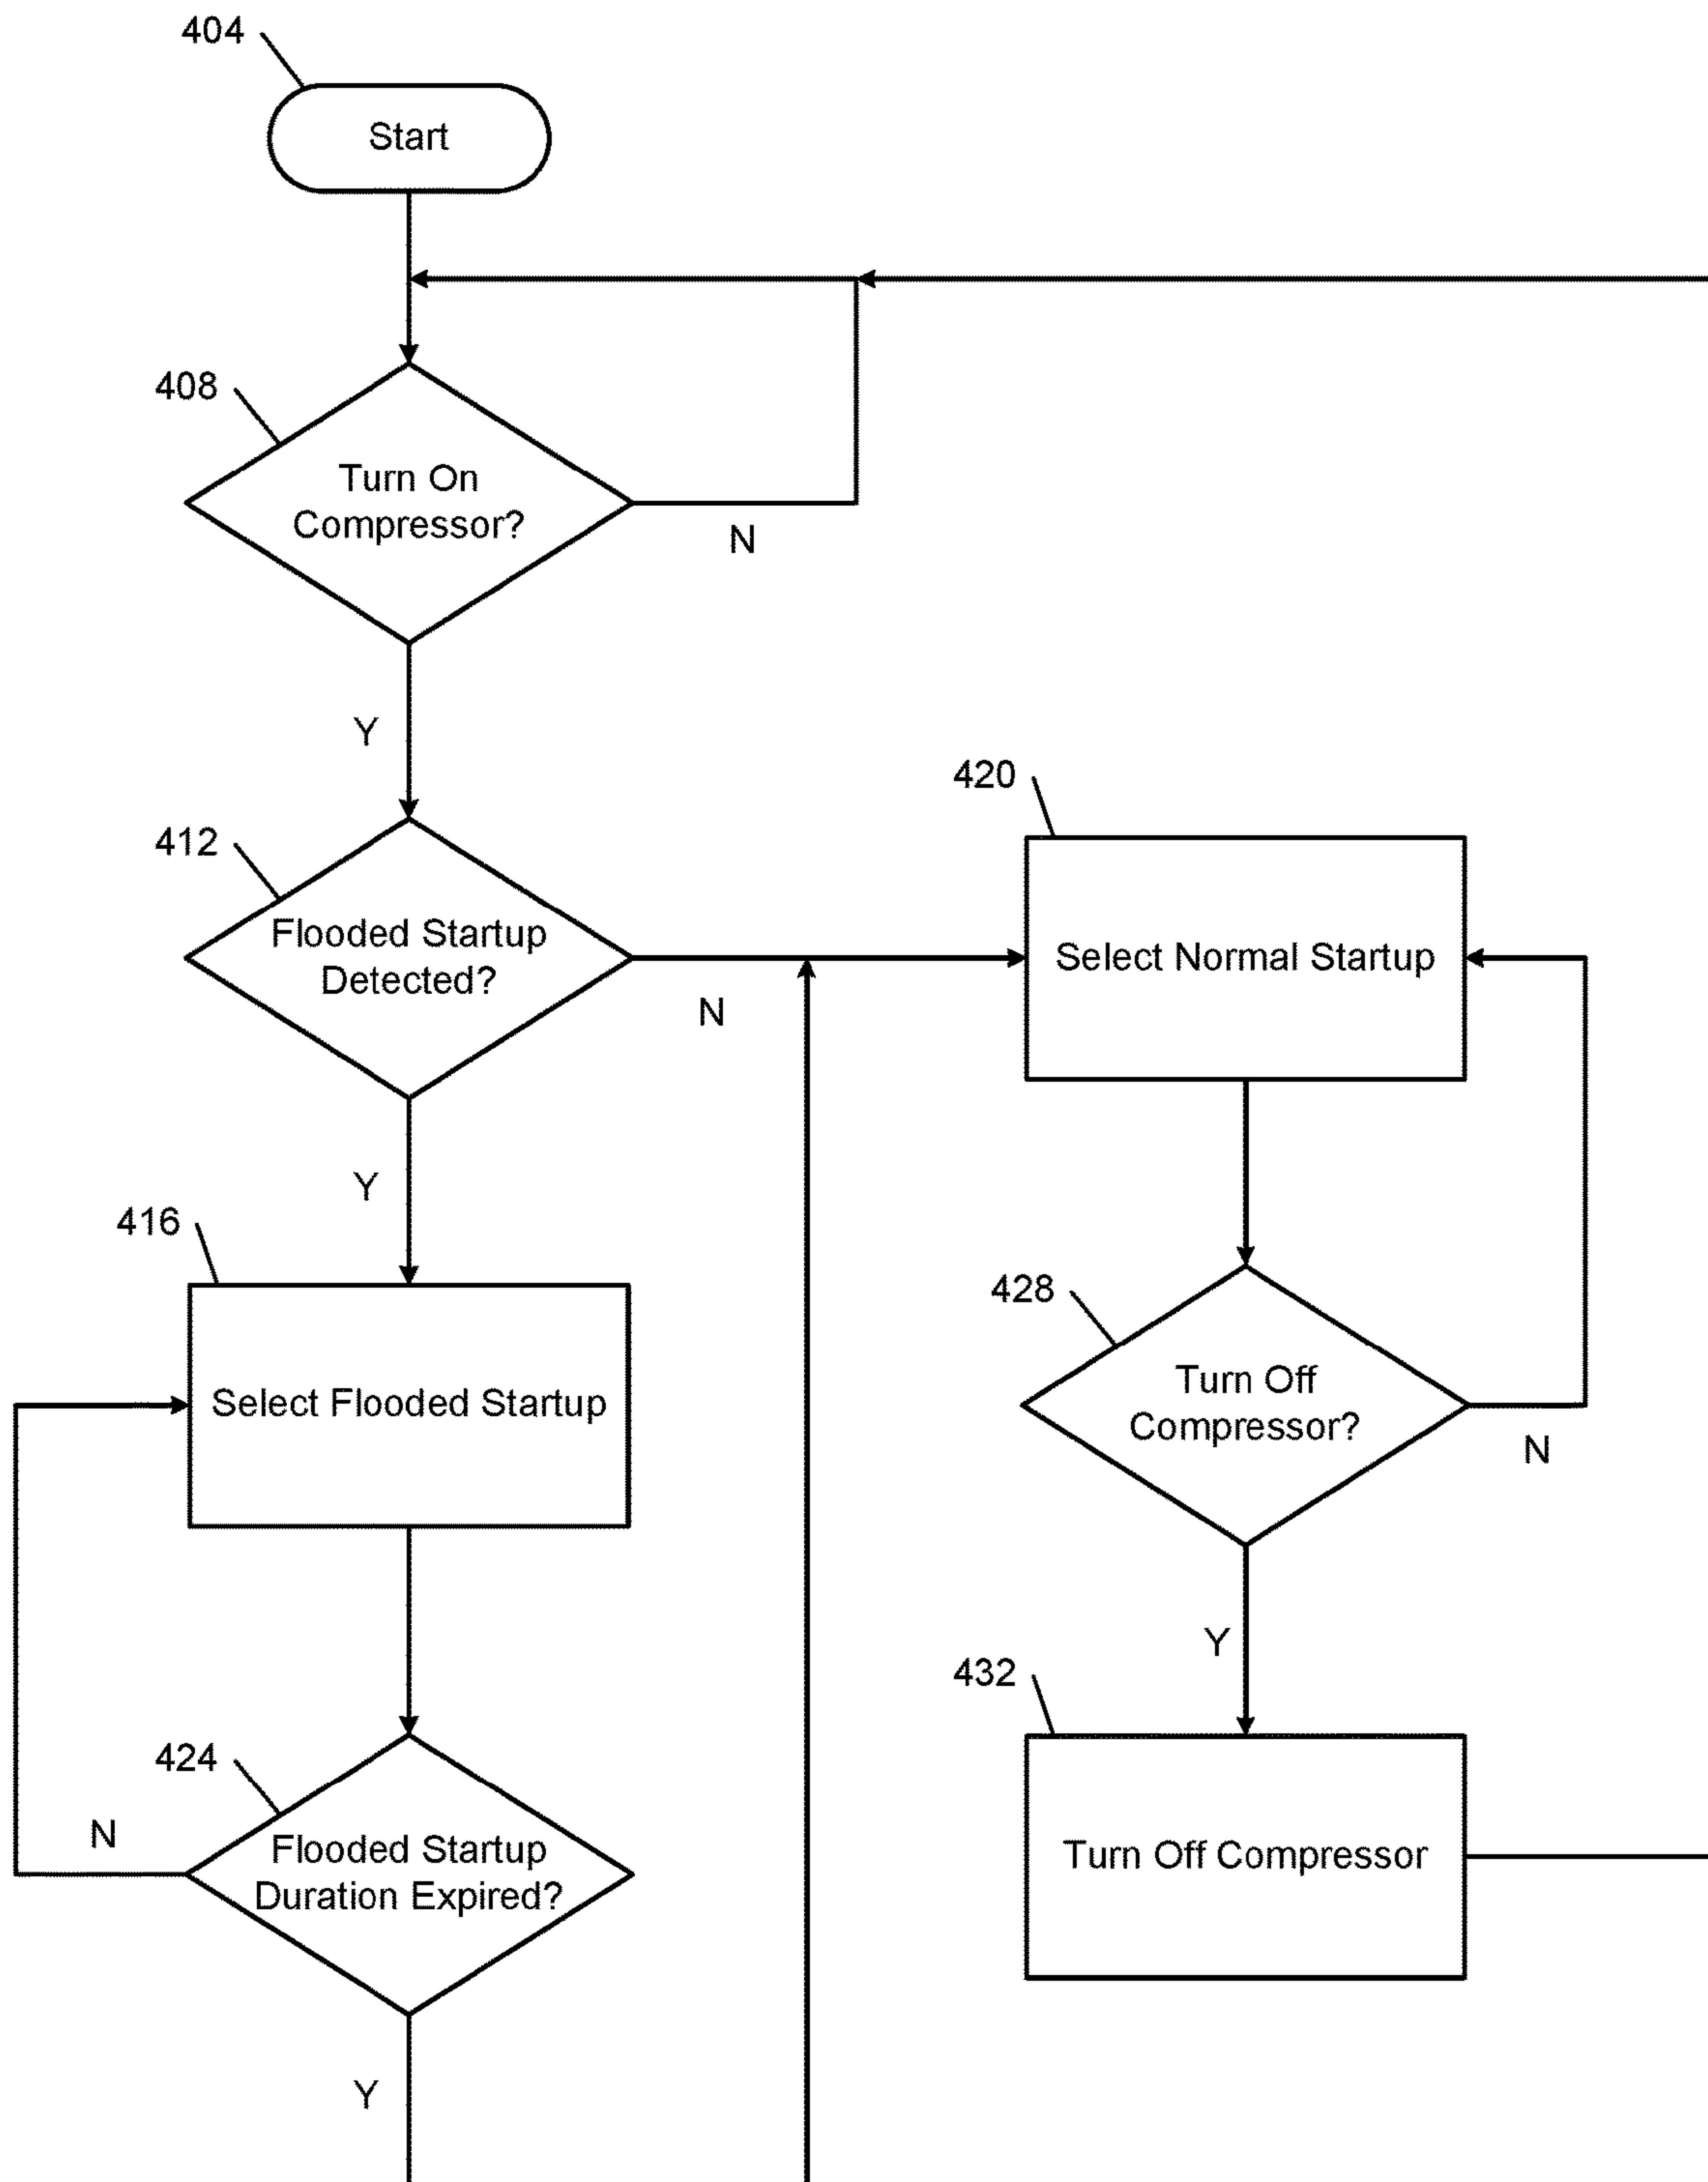 404
Start
408
Turn On
Compressor?
N
Y
412
Flooded Startup
Detected?
N
Y
416
Select Flooded Startup
424
Flooded Startup
Duration Expired?
N
Y
420
Select Normal Startup
428
Turn Off
Compressor?
N
Y
432
Turn Off Compressor